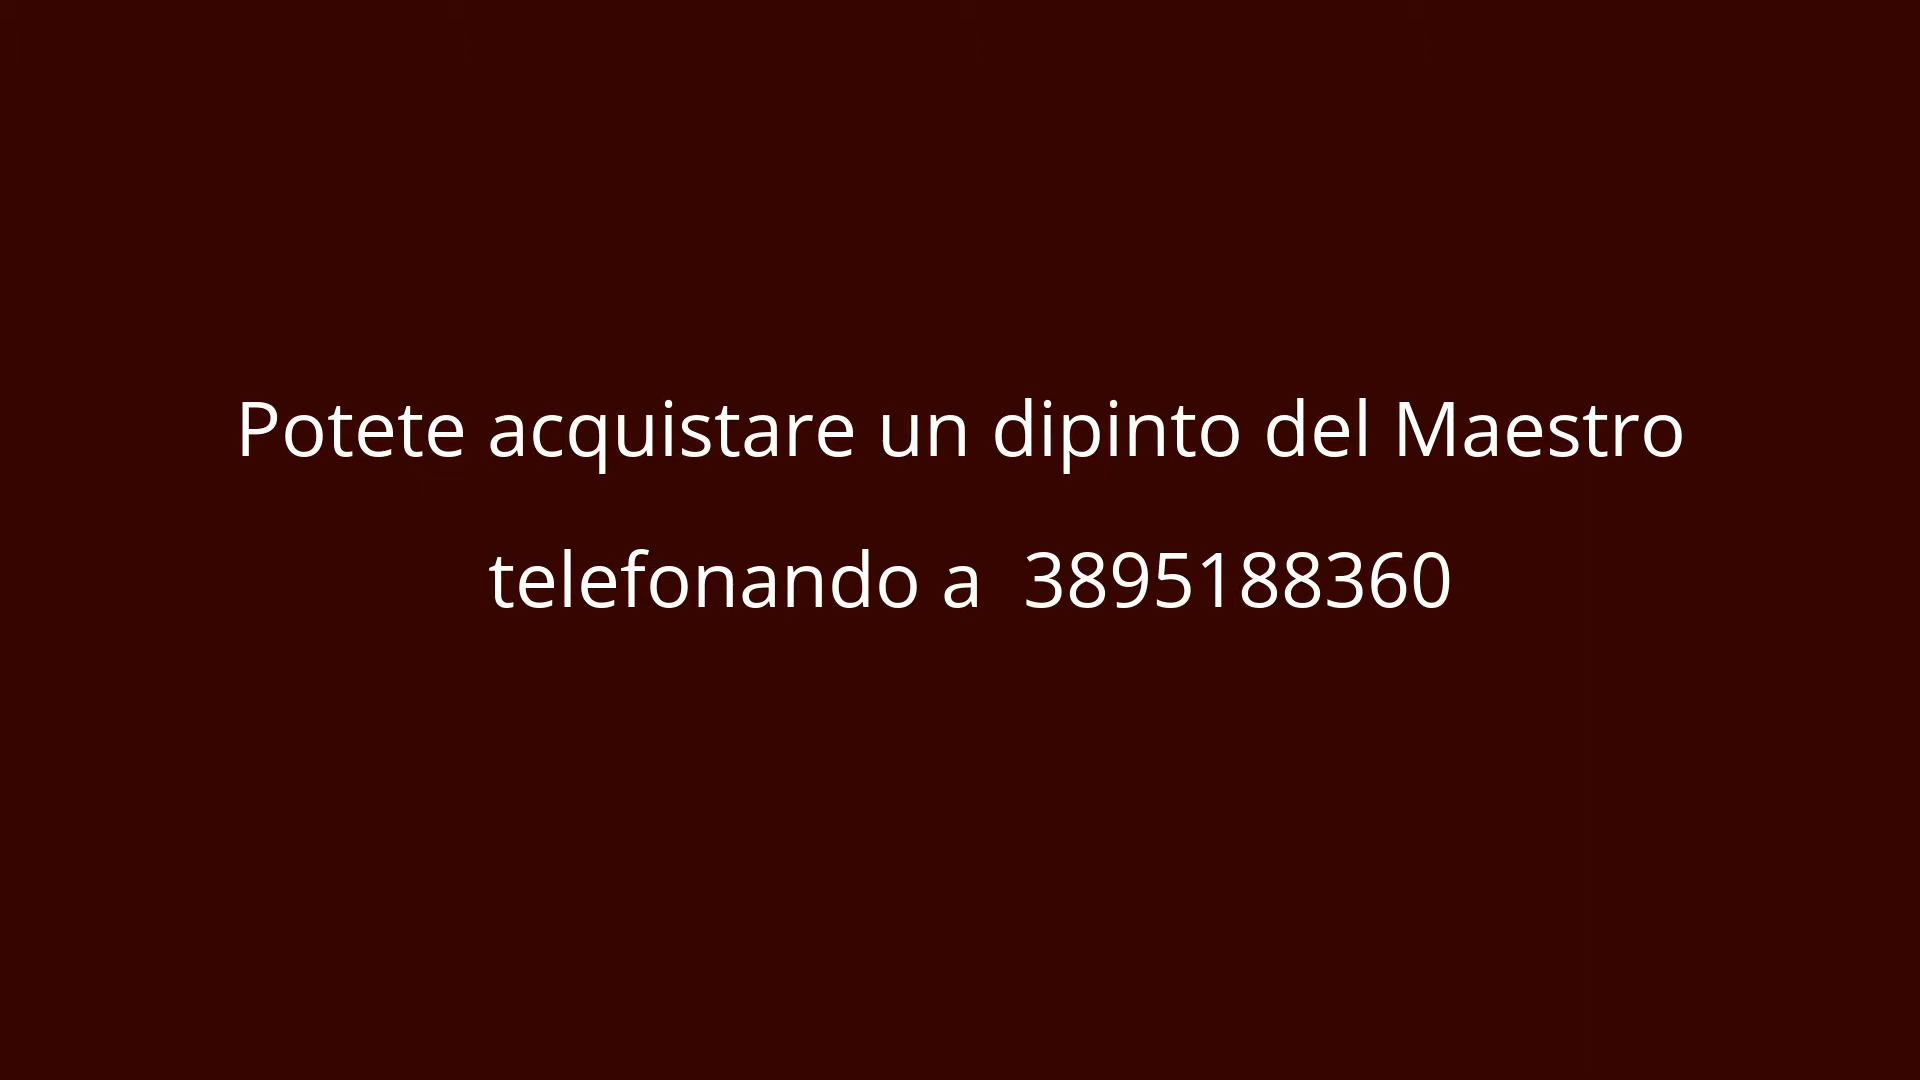 Potete acquistare un dipinto del Maestro
telefonando a  3895188360